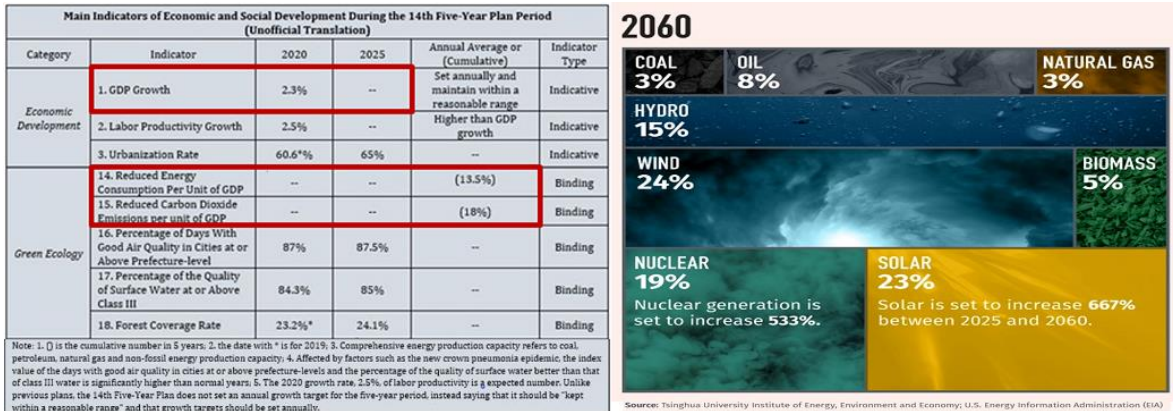 Main Indicators of Economic and Social Development During the 14th Five-Year Plan Period
(Unofficial Translation)
Category Indicator 2020 2025 Annual Average or (Cumulative) Indicator Type
Economic Development
1. GDP Growth 2.3% -- Set annually and maintain within a reasonable range Indicative
2. Labor Productivity Growth 2.5% -- Higher than GDP growth Indicative
3. Urbanization Rate 60.6*% 65% -- Indicative
Green Ecology
14. Reduced Energy Consumption Per Unit of GDP -- -- (13.5%) Binding
15. Reduced Carbon Dioxide Emissions per unit of GDP -- -- (18%) Binding
16. Percentage of Days With Good Air Quality in Cities at or Above Prefecture-level 87% 87.5% -- Binding
17. Percentage of the Quality of Surface Water at or Above Class III 84.3% 85% -- Binding
18. Forest Coverage Rate 23.2%* 24.1% -- Binding
Note: 1. () is the cumulative number in 5 years; 2. the date with * is for 2019; 3. Comprehensive energy production capacity refers to coal,
petroleum, natural gas and non-fossil energy production capacity; 4. Affected by factors such as the new crown pneumonia epidemic, the index
value of the days with good air quality in cities at or above prefecture-level and the percentage of the quality of surface water better than that
of class III water is significantly higher than normal years; 5. The 2020 growth rate, 2.5%, of labor productivity is a expected number. Unlike
previous plans, the 14th Five-Year Plan does not set an annual growth target for the five-year period, instead saying that it should be "kept
within a reasonable range" and that growth targets should be set annually.
2060
COAL
3%
OIL
8%
NATURAL GAS
3%
HYDRO
15%
WIND
24%
BIOMASS
5%
NUCLEAR
19%
Nuclear generation is
set to increase 533%.
SOLAR
23%
Solar is set to increase 667%
between 2025 and 2060.
Source: Tsinghua University Institute of Energy, Environment and Economy; U.S. Energy Information Administration (EIA)